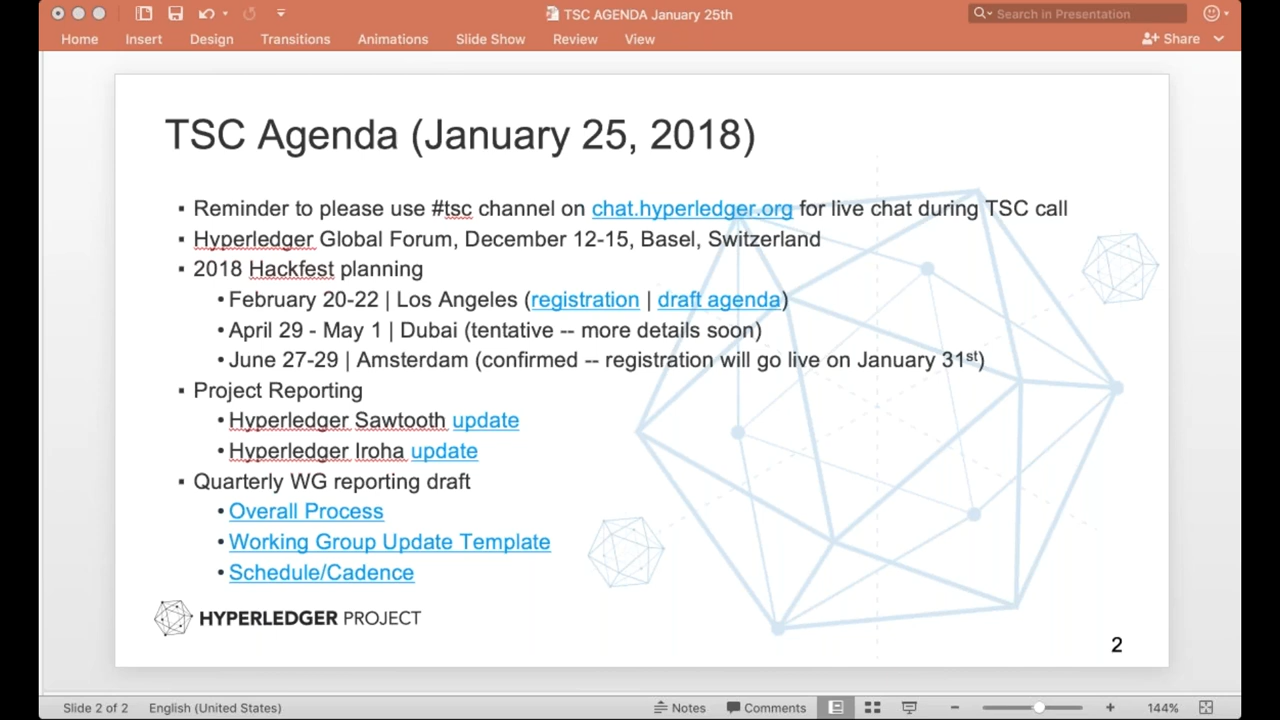 TSC AGENDA January 25th
Search in Presentation
Home Insert Design Transitions Animations Slide Show Review View Share
TSC Agenda (January 25, 2018)
▪ Reminder to please use #tsc channel on chat.hyperledger.org for live chat during TSC call
▪ Hyperledger Global Forum, December 12-15, Basel, Switzerland
▪ 2018 Hackfest planning
• February 20-22 | Los Angeles (registration | draft agenda)
• April 29 - May 1 | Dubai (tentative -- more details soon)
• June 27-29 | Amsterdam (confirmed -- registration will go live on January 31st)
▪ Project Reporting
• Hyperledger Sawtooth update
• Hyperledger Iroha update
▪ Quarterly WG reporting draft
• Overall Process
• Working Group Update Template
• Schedule/Cadence
HYPERLEDGER PROJECT
2
Slide 2 of 2 English (United States) Notes Comments 144%